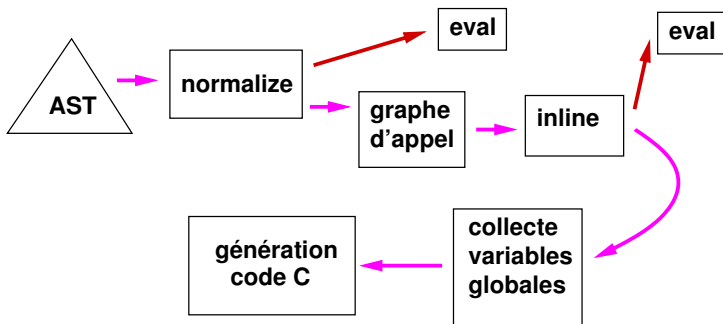 AST
normalize
eval
graphe
d'appel
inline
eval
collecte
variables
globales
génération
code C